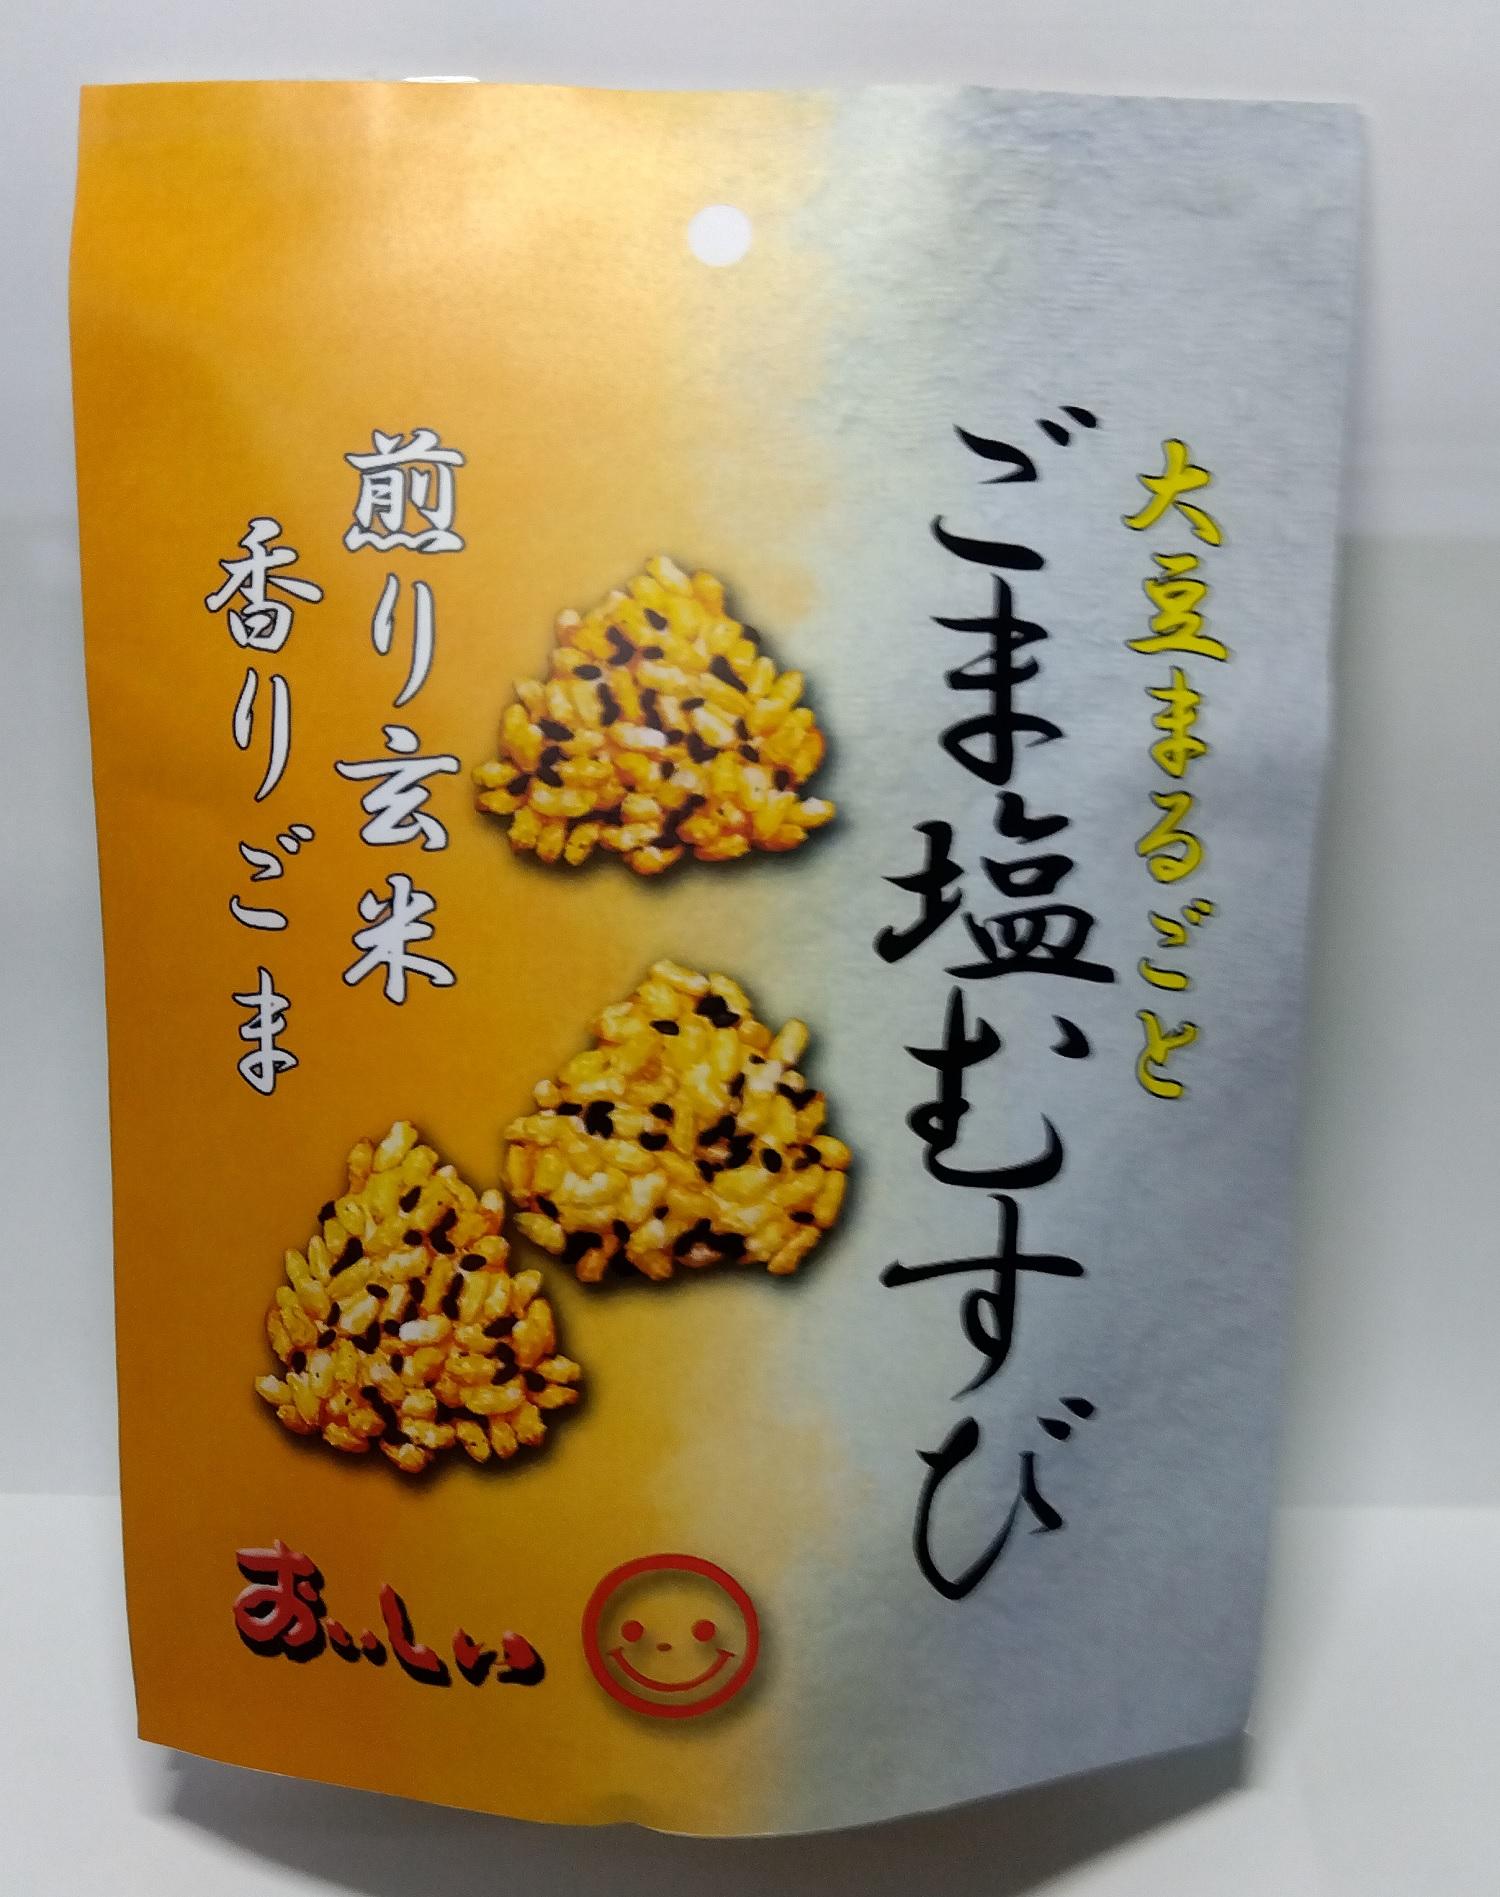 大豆まるごと
ごま塩むすび
煎り玄米
香りごま
おいしい